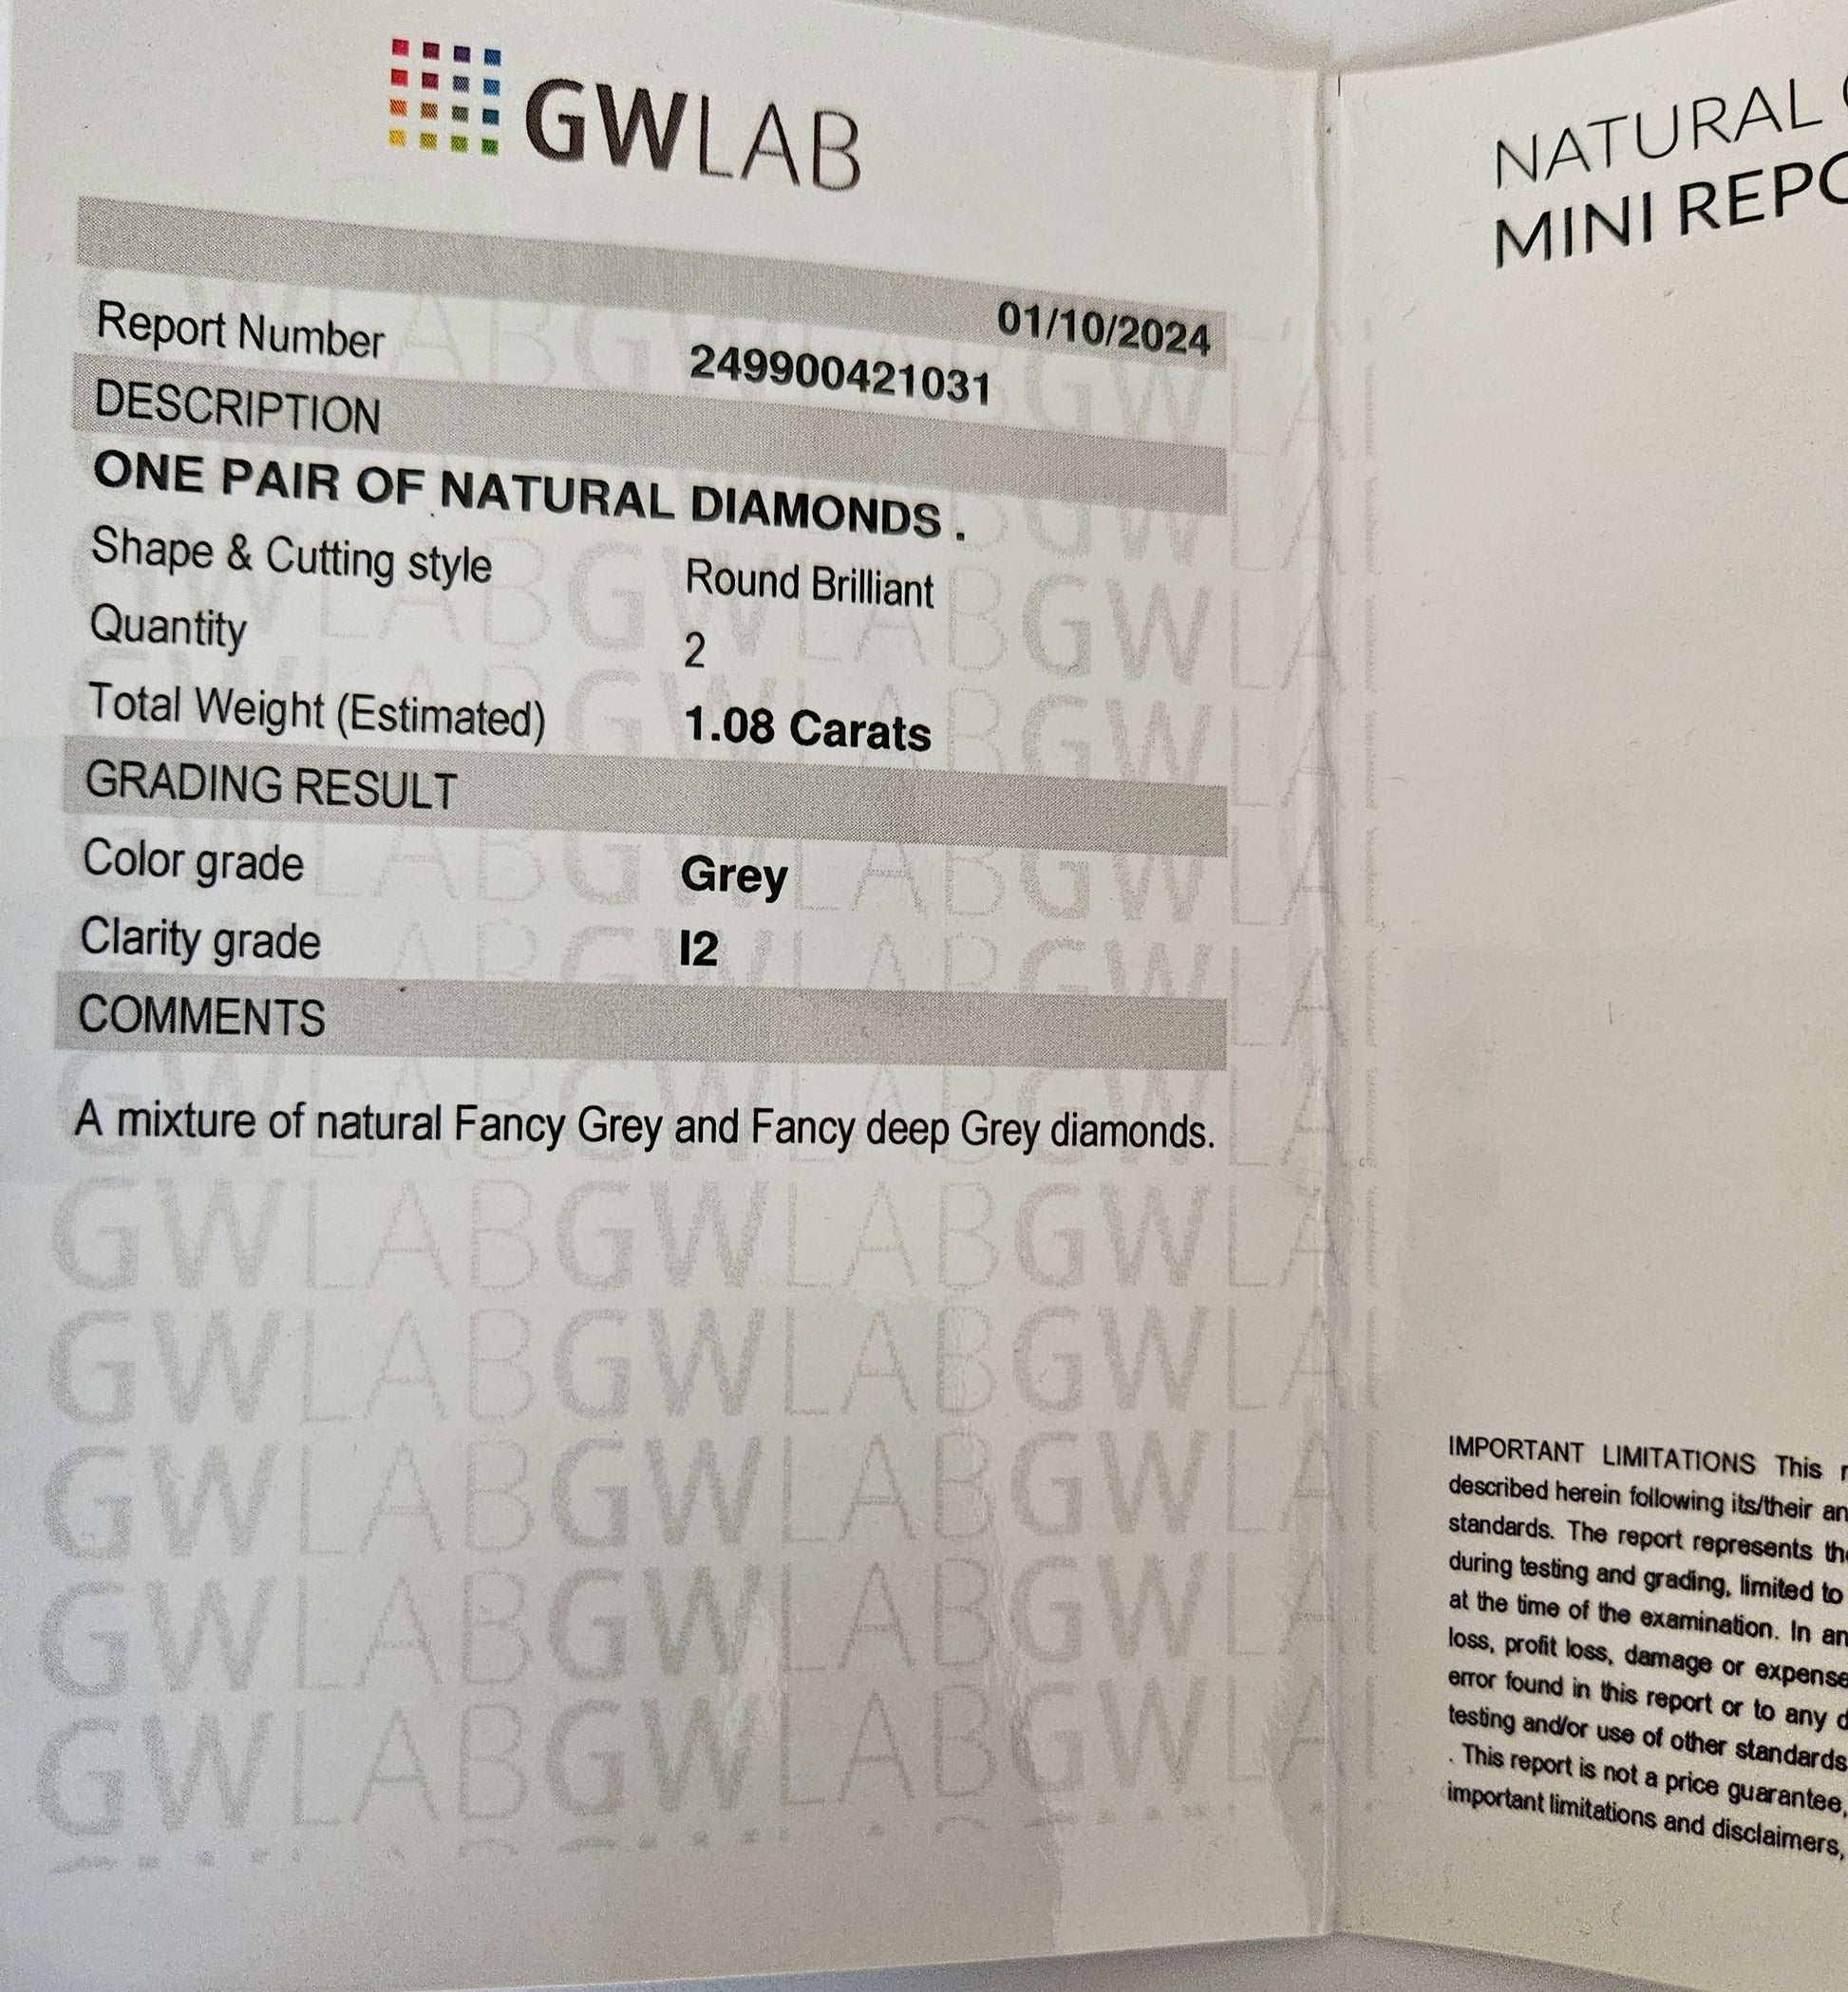 GWLAB
01/10/2024
Report Number 249900421031
DESCRIPTION
ONE PAIR OF NATURAL DIAMONDS .
Shape & Cutting style Round Brilliant
Quantity 2
Total Weight (Estimated) 1.08 Carats
GRADING RESULT
Color grade Grey
Clarity grade I2
COMMENTS
A mixture of natural Fancy Grey and Fancy deep Grey diamonds.
NATURAL
MINI
IMPORTANT LIMITATIONS This
described herein following its/their
standards. The report represents
during testing and grading, limited to
at the time of the examination. In
loss, profit loss, damage or expense
error found in this report or to any
testing and/or use of other standards
. This report is not a price guarantee,
important limitations and disclaimers,